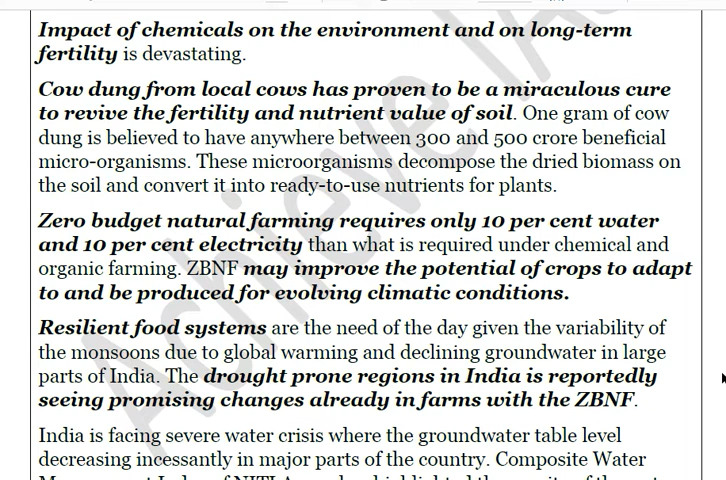 Impact of chemicals on the environment and on long-term
fertility is devastating.
Cow dung from local cows has proven to be a miraculous cure
to revive the fertility and nutrient value of soil. One gram of cow
dung is believed to have anywhere between 300 and 500 crore beneficial
micro-organisms. These microorganisms decompose the dried biomass on
the soil and convert it into ready-to-use nutrients for plants.
Zero budget natural farming requires only 10 per cent water
and 10 per cent electricity than what is required under chemical and
organic farming. ZBNF may improve the potential of crops to adapt
to and be produced for evolving climatic conditions.
Resilient food systems are the need of the day given the variability of
the monsoons due to global warming and declining groundwater in large
parts of India. The drought prone regions in India is reportedly
seeing promising changes already in farms with the ZBNF.
India is facing severe water crisis where the groundwater table level
decreasing incessantly in major parts of the country. Composite Water
Achieve IA